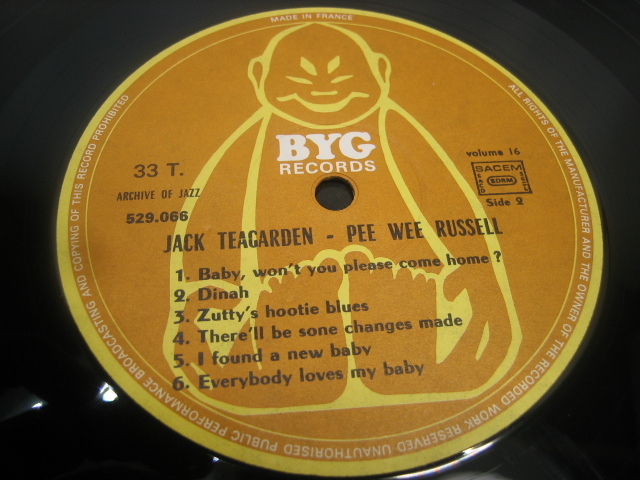 MADE IN FRANCE
ALL RIGHTS OF THE MANUFACTURER AND THE OWNER OF THE RECORDED WORK RESERVED UNAUTHORISED PUBLIC PERFORMANCE BROADCASTING AND COPYING OF THIS RECORD PROHIBITED
BYG
RECORDS
33 T.
ARCHIVE OF JAZZ
529.066
volume 16
SACEM
SDRM
Side 2
JACK TEAGARDEN - PEE WEE RUSSELL
1. Baby, won't you please come home ?
2. Dinah
3. Zutty's hootie blues
4. There'll be sone changes made
5. I found a new baby
6. Everybody loves my baby